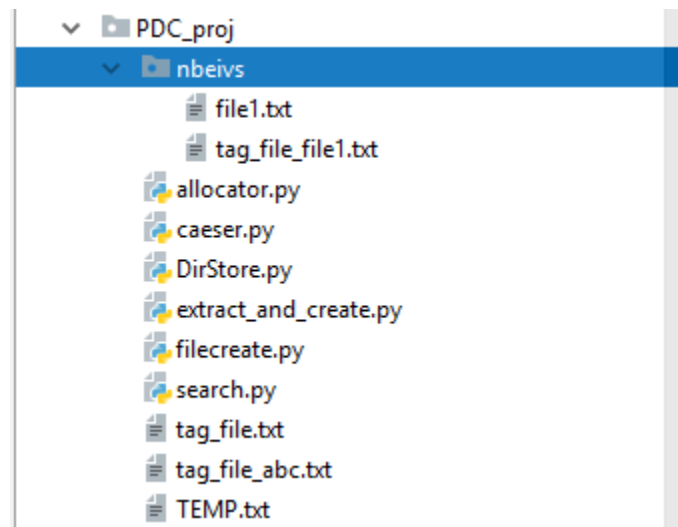 PDC_proj
nbeivs
file1.txt
tag_file_file1.txt
allocator.py
caeser.py
DirStore.py
extract_and_create.py
filecreate.py
search.py
tag_file.txt
tag_file_abc.txt
TEMP.txt